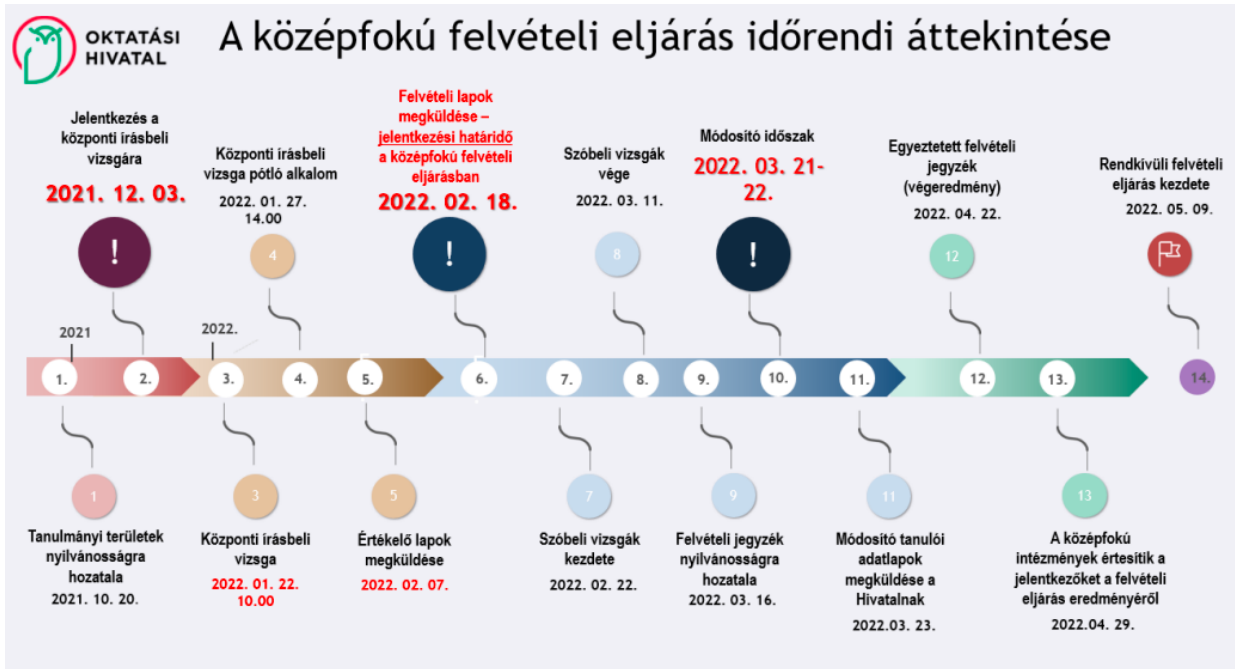 OKTATÁSI
HIVATAL
A középfokú felvételi eljárás időrendi áttekintése
Jelentkezés a
központi írásbeli
vizsgára
2021. 12. 03.
!
Központi írásbeli
vizsga pótló alkalom
2022. 01. 27.
14.00
4
Felvételi lapok
megküldése –
jelentkezési határidő
a középfokú felvételi
eljárásban
2022. 02. 18.
!
Szóbeli vizsgák
vége
2022. 03. 11.
8
Módosító időszak
2022. 03. 21-
22.
!
Egyeztetett felvételi
jegyzék
(végeredmény)
2022. 04. 22.
12
Rendkívüli felvételi
eljárás kezdete
2022. 05. 09.
2021
2022.
1.
2.
3.
4.
5.
6.
7.
8.
9.
10.
11.
12.
13.
14.
1
Tanulmányi területek
nyilvánosságra
hozatala
2021. 10. 20.
3
Központi írásbeli
vizsga
2022. 01. 22.
10.00
5
Értékelő lapok
megküldése
2022. 02. 07.
7
Szóbeli vizsgák
kezdete
2022. 02. 22.
9
Felvételi jegyzék
nyilvánosságra
hozatala
2022. 03. 16.
11
Módosító tanulói
adatlapok
megküldése a
Hivatalnak
2022.03. 23.
13
A középfokú
intézmények értesítik a
jelentkezőket a felvételi
eljárás eredményéről
2022.04. 29.